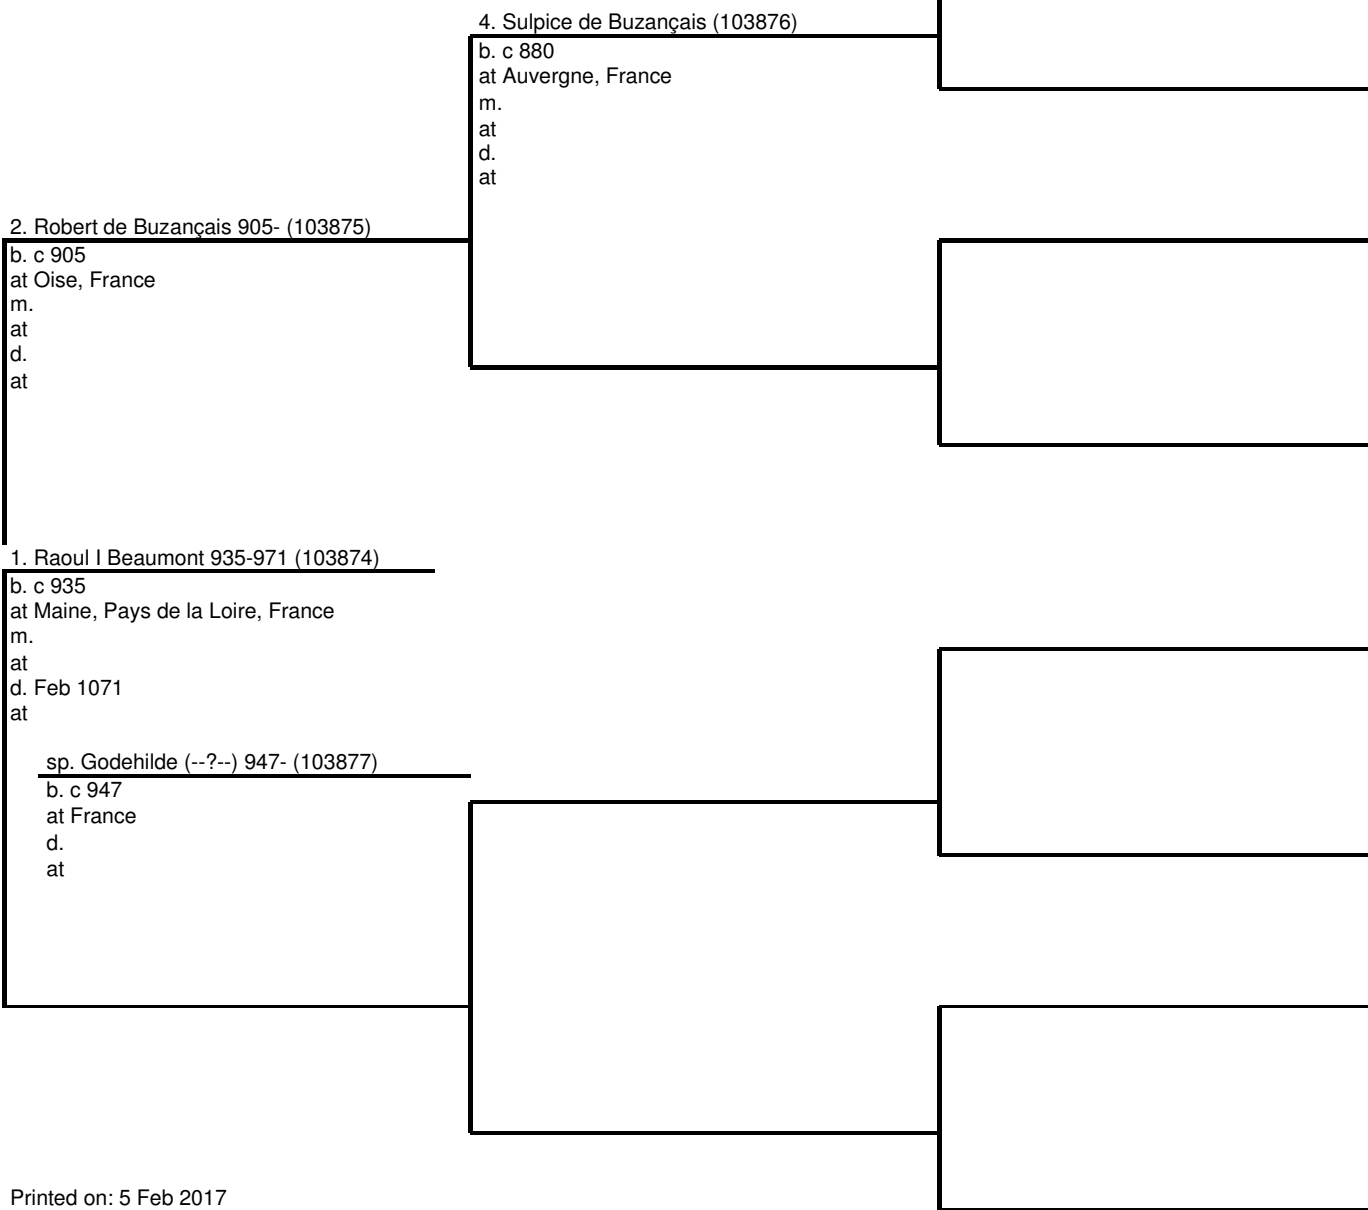 4. Sulpice de Buzançais (103876)
b. c 880
at Auvergne, France
m.
at
d.
at
2. Robert de Buzançais 905- (103875)
b. c 905
at Oise, France
m.
at
d.
at
1. Raoul I Beaumont 935-971 (103874)
b. c 935
at Maine, Pays de la Loire, France
m.
at
d. Feb 1071
at
sp. Godehilde (--?--) 947- (103877)
b. c 947
at France
d.
at
Printed on: 5 Feb 2017